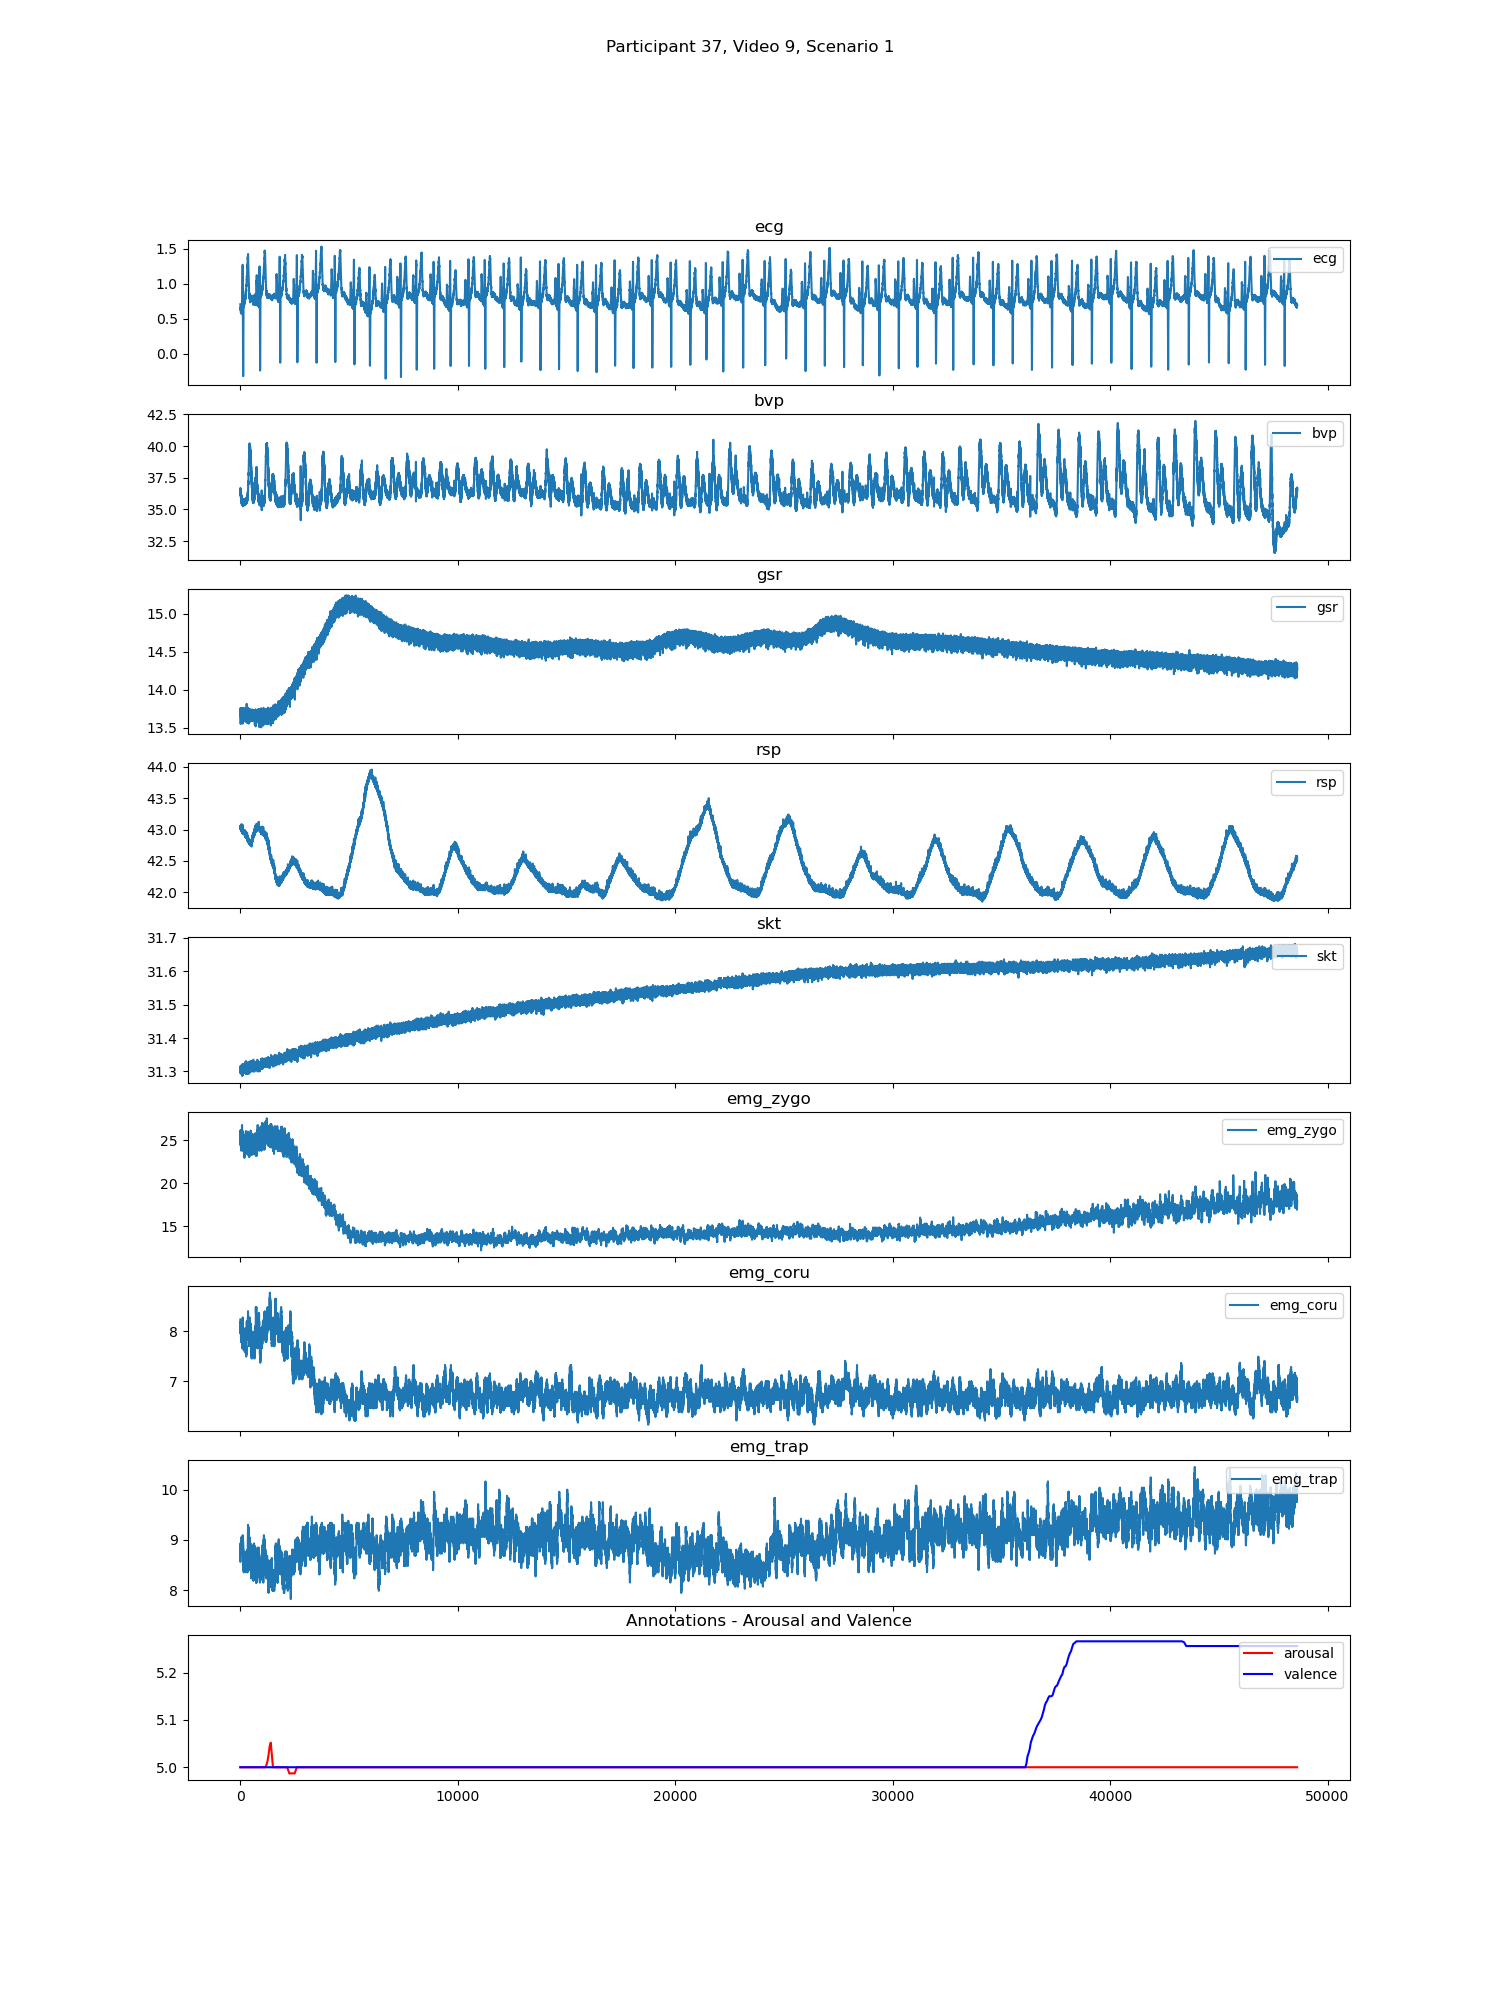 Participant 37, Video 9, Scenario 1
ecg
1.5
1.0
0.5
0.0
ecg
bvp
42.5
40.0
37.5
35.0
32.5
bvp
gsr
15.0
14.5
14.0
13.5
gsr
rsp
44.0
43.5
43.0
42.5
42.0
rsp
skt
31.7
31.6
31.5
31.4
31.3
skt
emg_zygo
25
20
15
emg_zygo
emg_coru
8
7
emg_coru
emg_trap
10
9
8
emg_trap
Annotations - Arousal and Valence
5.2
5.1
5.0
arousal
valence
0 10000 20000 30000 40000 50000